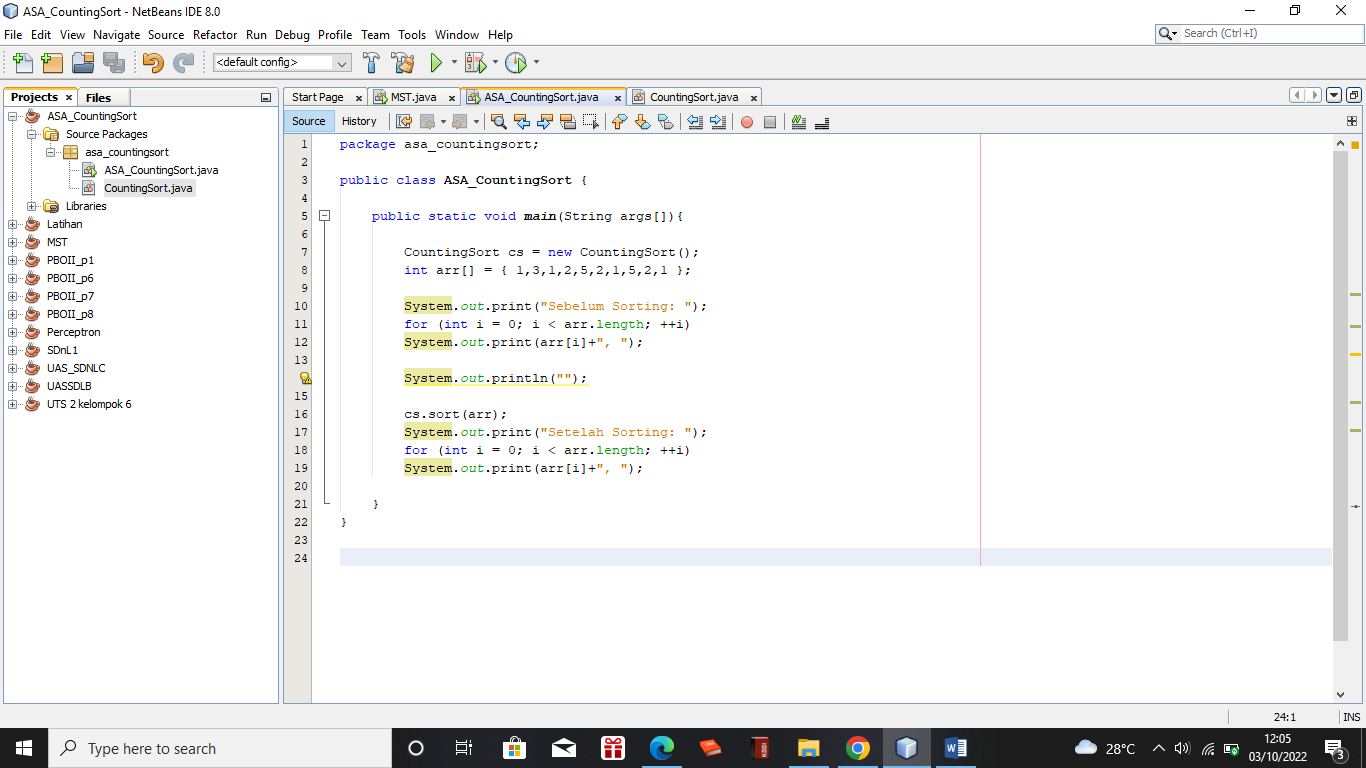 ASA_CountingSort - NetBeans IDE 8.0
File Edit View Navigate Source Refactor Run Debug Profile Team Tools Window Help
Search (Ctrl+I)
<default config>
Projects Files
ASA_CountingSort
Source Packages
asa_countingsort
ASA_CountingSort.java
CountingSort.java
Libraries
Latihan
MST
PBOII_p1
PBOII_p6
PBOII_p7
PBOII_p8
Perceptron
SDnL1
UAS_SDNLC
UASSDLB
UTS 2 kelompok 6
Start Page MST.java ASA_CountingSort.java CountingSort.java
Source History
1 package asa_countingsort;
2
3 public class ASA_CountingSort {
4
5 public static void main(String args[]){
6
7 CountingSort cs = new CountingSort();
8 int arr[] = { 1,3,1,2,5,2,1,5,2,1 };
9
10 System.out.print("Sebelum Sorting: ");
11 for (int i = 0; i < arr.length; ++i)
12 System.out.print(arr[i]+", ");
13
System.out.println("");
15
16 cs.sort(arr);
17 System.out.print("Setelah Sorting: ");
18 for (int i = 0; i < arr.length; ++i)
19 System.out.print(arr[i]+", ");
20
21 }
22 }
23
24
24:1 INS
Type here to search
28°C
12:05
03/10/2022
3